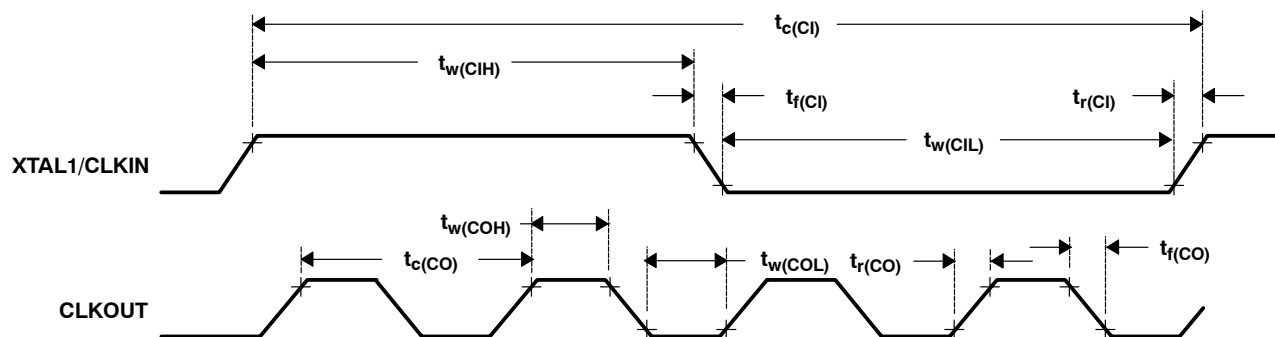 t_c(CI)
t_w(CIH)
t_f(CI)
t_r(CI)
t_w(CIL)
XTAL1/CLKIN
t_w(COH)
t_c(CO)
t_w(COL)
t_r(CO)
t_f(CO)
CLKOUT